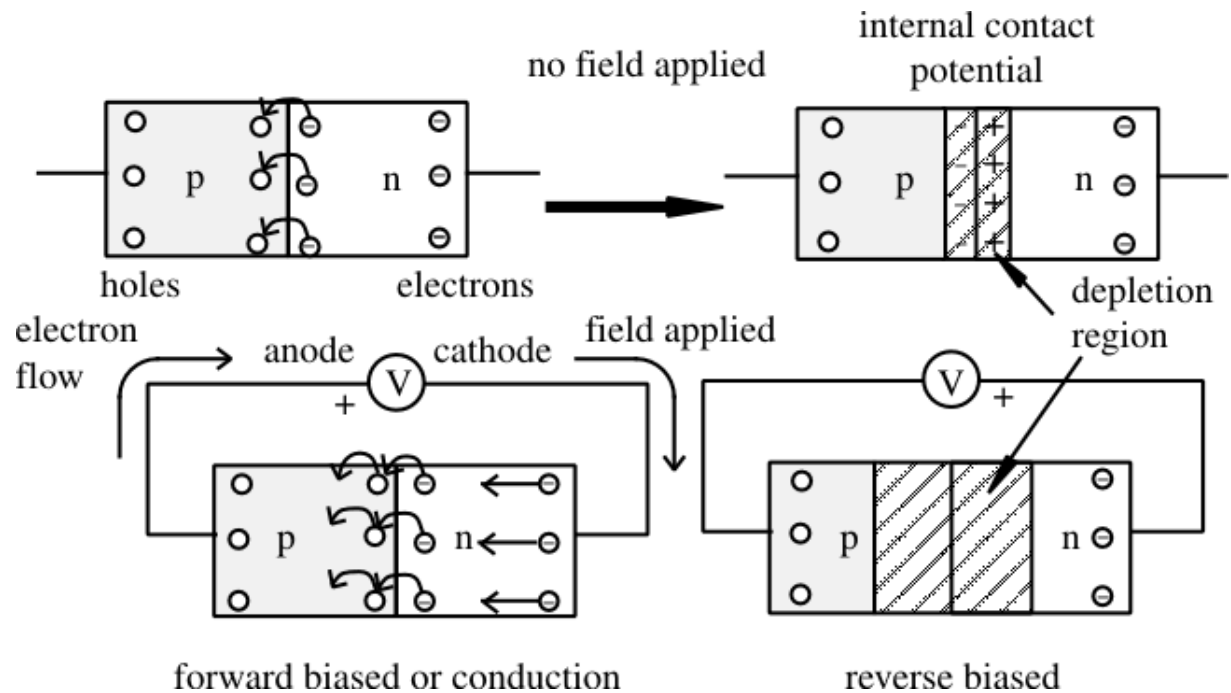 no field applied
internal contact
potential
p
n
p
n
holes
electrons
depletion
region
electron
flow
anode
cathode
field applied
V
+
V
+
p
n
p
n
forward biased or conduction
reverse biased